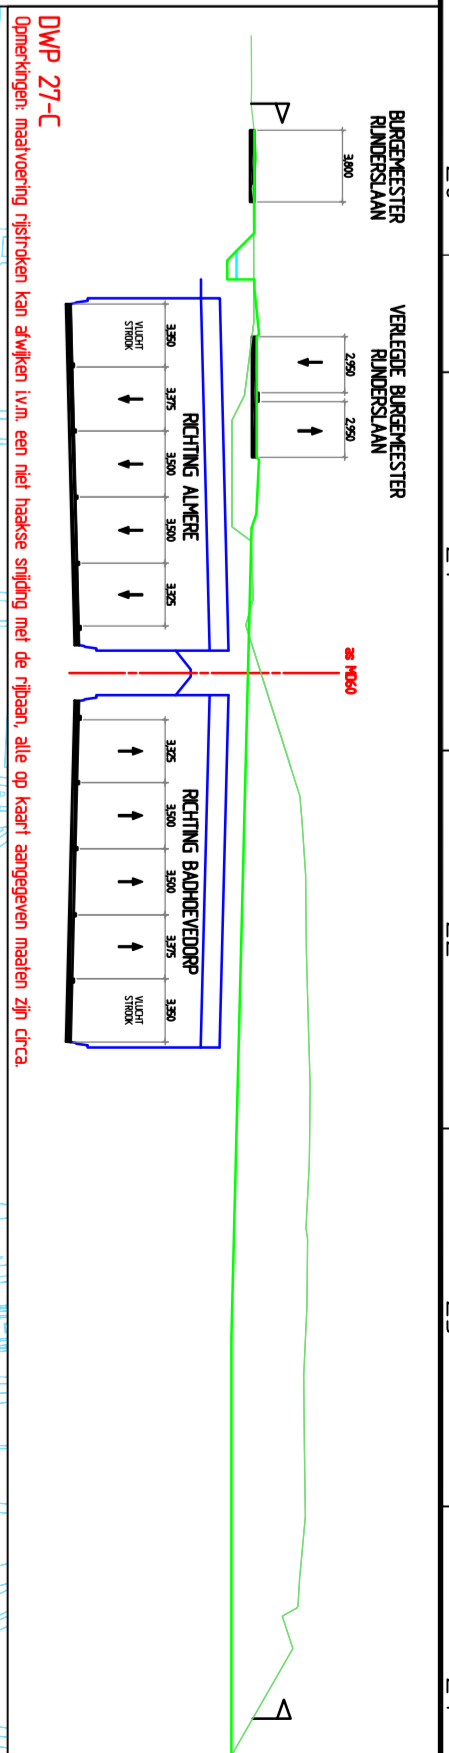 BURGEMEESTER
RIJNDERSLAAN
3,800
VERLEGDE BURGEMEESTER
RIJNDERSLAAN
2,950
2,950
as MD60
RICHTING ALMERE
3,350
3,375
3,500
3,500
3,325
VLUCHT
STROOK
RICHTING BADHOEVEDORP
3,325
3,500
3,500
3,375
3,350
VLUCHT
STROOK
DWP 27-C
Opmerkingen: maatvoering rijstroken kan afwijken i.v.m. een niet haakse snijding met de rijbaan, alle op kaart aangegeven maaten zijn circa.